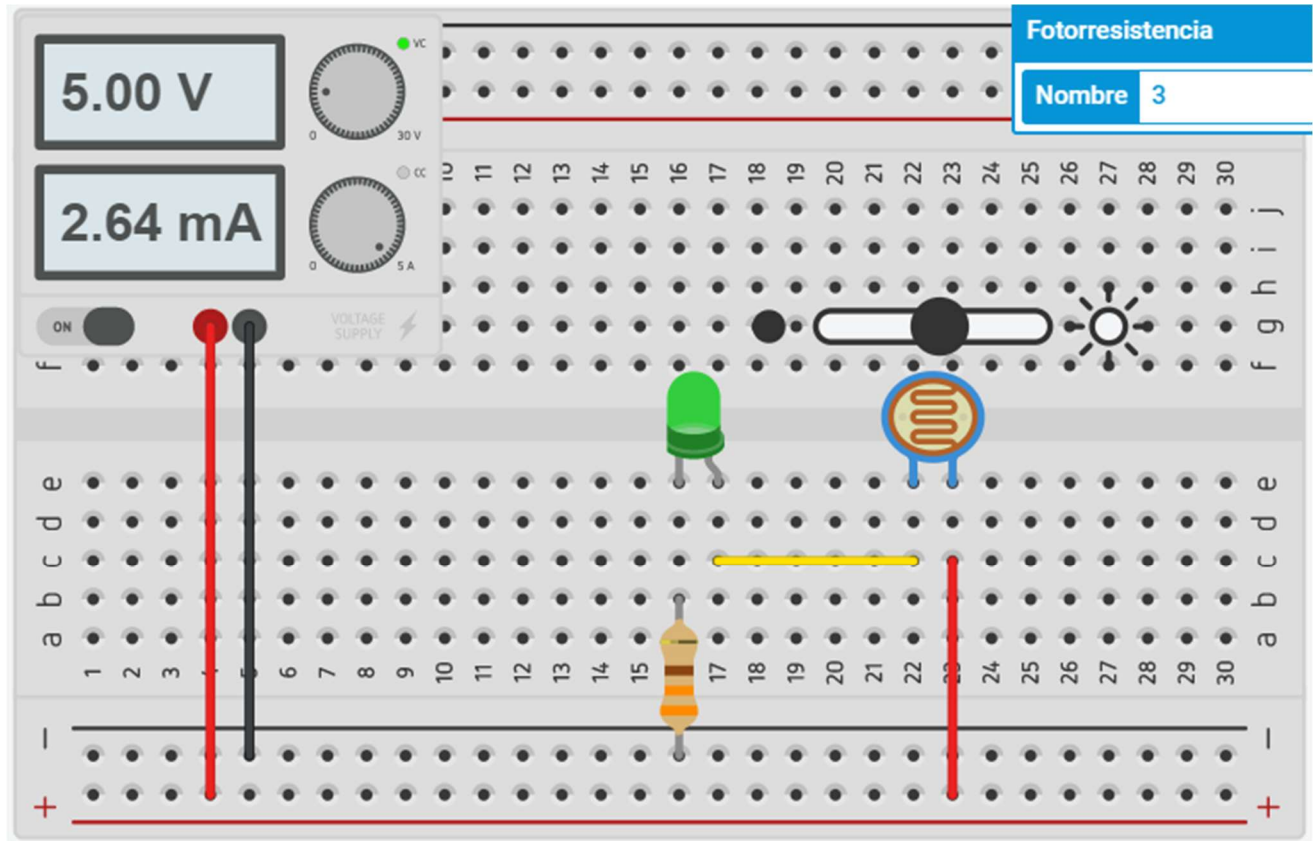 5.00 V
VC
0 30 V
2.64 mA
CC
0 5 A
ON
VOLTAGE
SUPPLY
Fotorresistencia
Nombre 3
10 11 12 13 14 15 16 17 18 19 20 21 22 23 24 25 26 27 28 29 30
j
i
h
g
f f
e e
d d
c c
b b
a a
1 2 3 4 5 6 7 8 9 10 11 12 13 14 15 16 17 18 19 20 21 22 23 24 25 26 27 28 29 30
− −
+ +